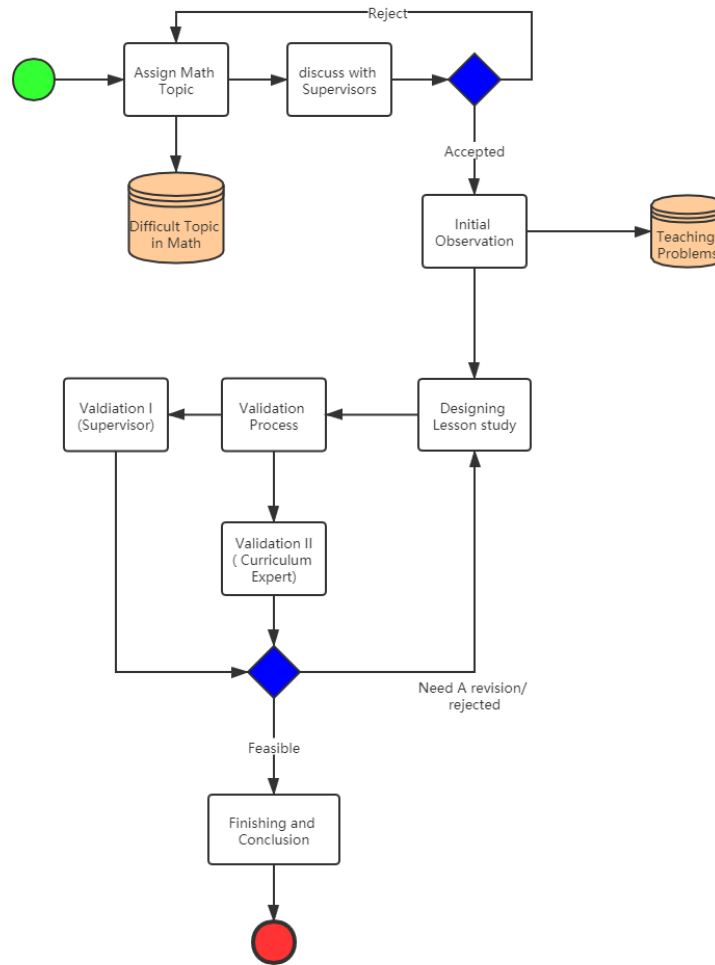 Reject
Assign Math
Topic
discuss with
Supervisors
Accepted
Difficult Topic
in Math
Initial
Observation
Teaching
Problems
Valdiation I
(Supervisor)
Validation
Process
Designing
Lesson study
Validation II
( Curriculum
Expert)
Need A revision/
rejected
Feasible
Finishing and
Conclusion